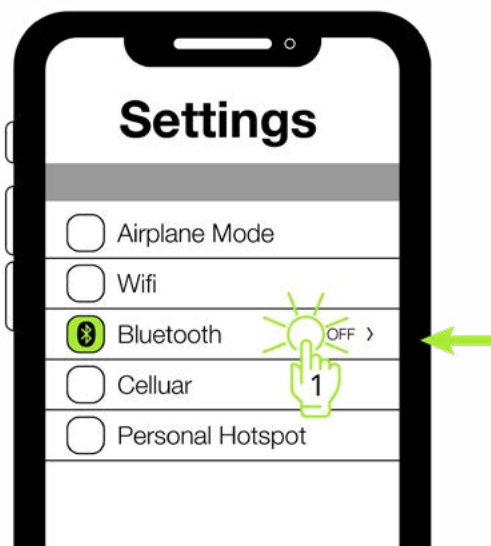 Settings
Airplane Mode
Wifi
Bluetooth OFF >
1
Celluar
Personal Hotspot